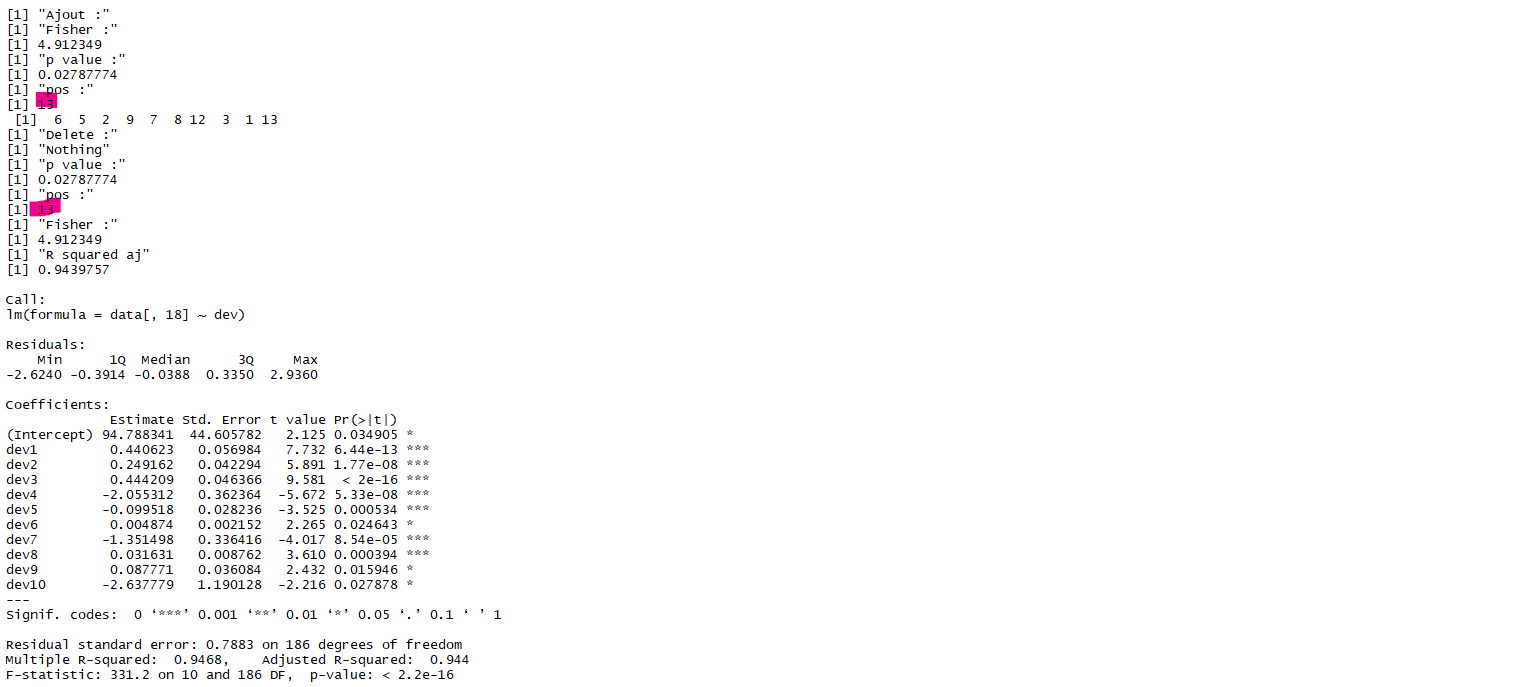 [1] "Ajout :"
[1] "Fisher :"
[1] 4.912349
[1] "p value :"
[1] 0.02787774
[1] "pos :"
[1] 13
[1]  6  5  2  9  7  8 12  3  1 13
[1] "Delete :"
[1] "Nothing"
[1] "p value :"
[1] 0.02787774
[1] "pos :"
[1] 13
[1] "Fisher :"
[1] 4.912349
[1] "R squared aj"
[1] 0.9439757
Call:
lm(formula = data[, 18] ~ dev)
Residuals:
    Min      1Q  Median      3Q     Max
-2.6240 -0.3914 -0.0388  0.3350  2.9360
Coefficients:
             Estimate Std. Error t value Pr(>|t|)
(Intercept) 94.788341  44.605782   2.125 0.034905 *
dev1         0.440623   0.056984   7.732 6.44e-13 ***
dev2         0.249162   0.042294   5.891 1.77e-08 ***
dev3         0.444209   0.046366   9.581  < 2e-16 ***
dev4        -2.055312   0.362364  -5.672 5.33e-08 ***
dev5        -0.099518   0.028236  -3.525 0.000534 ***
dev6         0.004874   0.002152   2.265 0.024643 *
dev7        -1.351498   0.336416  -4.017 8.54e-05 ***
dev8         0.031631   0.008762   3.610 0.000394 ***
dev9         0.087771   0.036084   2.432 0.015946 *
dev10       -2.637779   1.190128  -2.216 0.027878 *
---
Signif. codes:  0 ‘***’ 0.001 ‘**’ 0.01 ‘*’ 0.05 ‘.’ 0.1 ‘ ’ 1
Residual standard error: 0.7883 on 186 degrees of freedom
Multiple R-squared:  0.9468,    Adjusted R-squared:  0.944
F-statistic: 331.2 on 10 and 186 DF,  p-value: < 2.2e-16